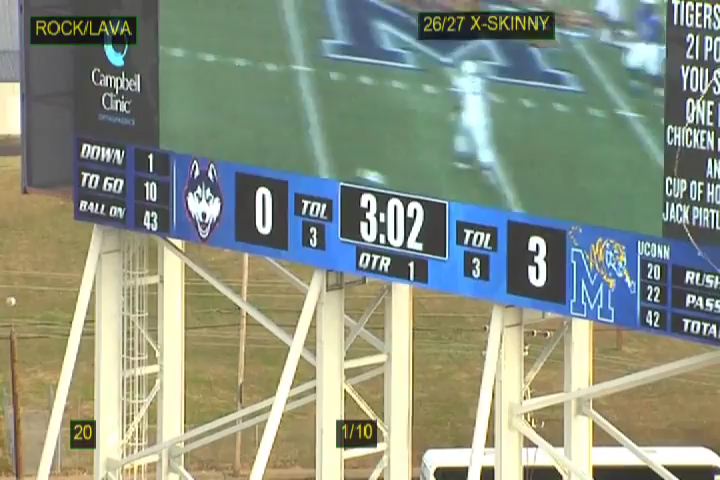 ROCK/LAVA
26/27 X-SKINNY
Campbell
Clinic
ORTHOPAEDICS
TIGERS
21 PO
YOU
ONE
CHICKEN
AN
CUP OF
JACK PIRTL
DOWN 1
TO GO 10
BALL ON 43
0
TOL
3
3:02
QTR 1
TOL
3
3
M
UCONN
20 RUSH
22 PASS
42 TOTA
20
1/10